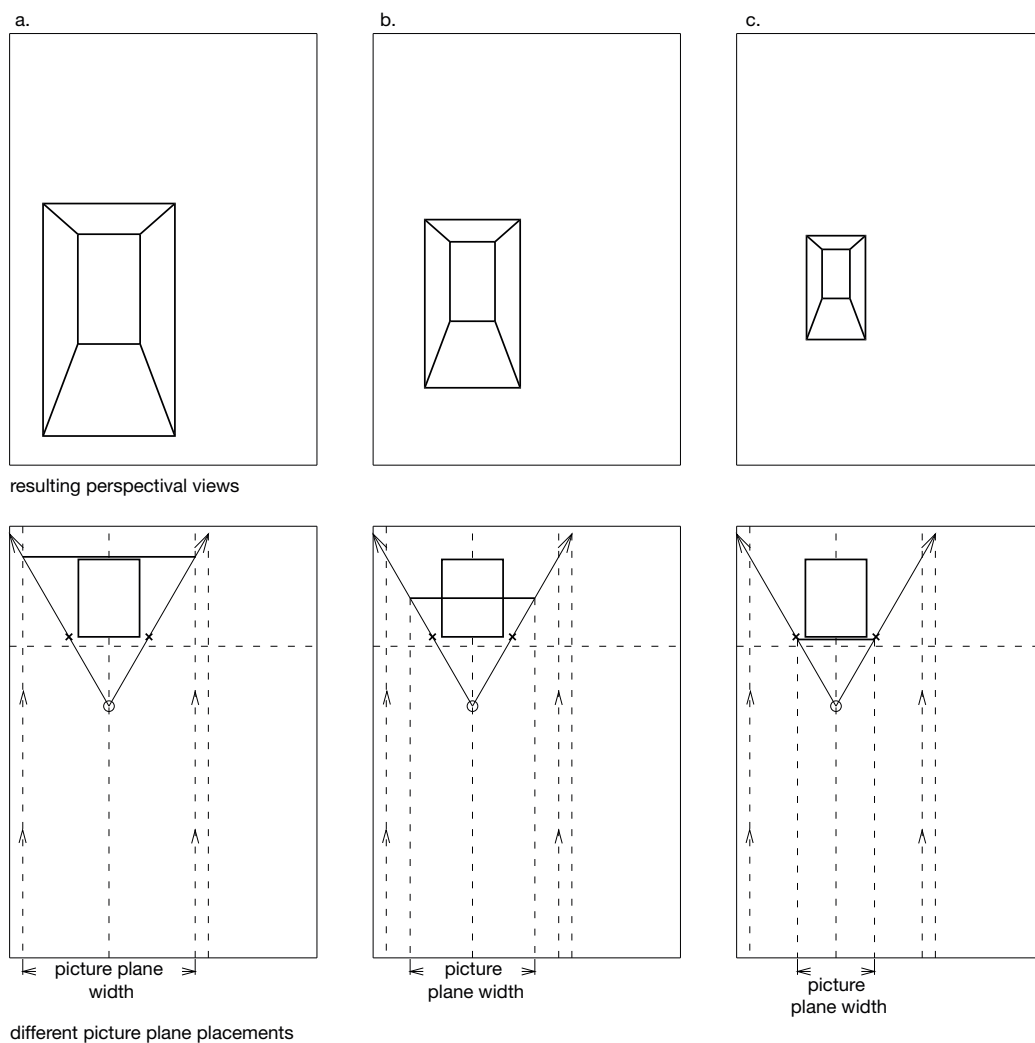 a.
b.
c.
resulting perspectival views
picture plane
width
picture
plane width
picture
plane width
different picture plane placements